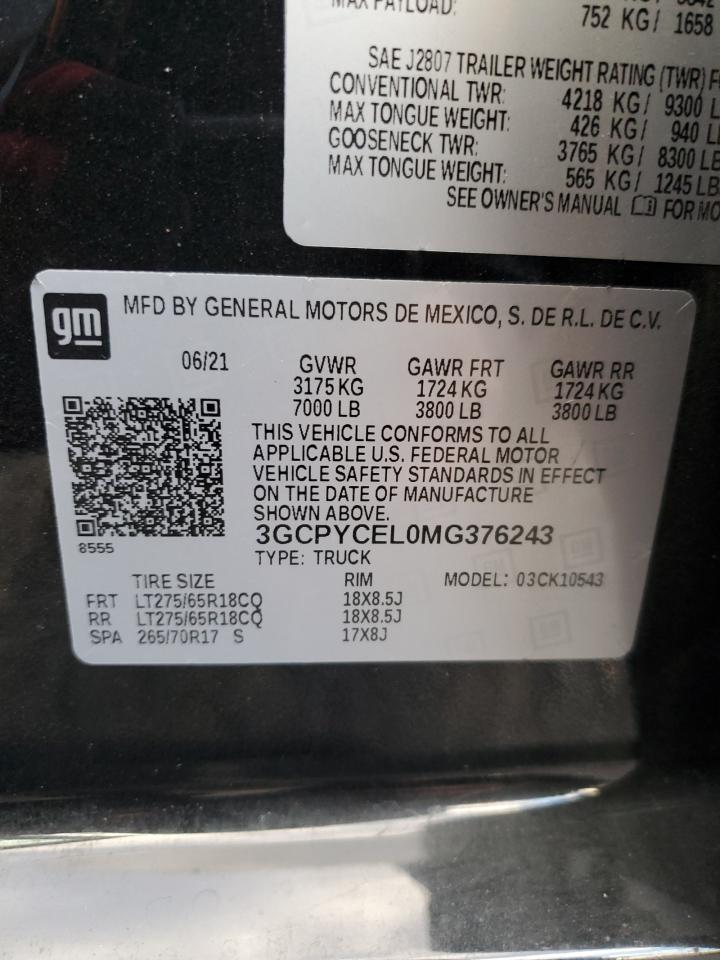 MAX PAYLOAD:
752 KG/ 1658
SAE J2807 TRAILER WEIGHT RATING (TWR)
CONVENTIONAL TWR: 4218 KG/ 9300
MAX TONGUE WEIGHT: 426 KG/ 940
GOOSENECK TWR: 3765 KG/ 8300 LB
MAX TONGUE WEIGHT: 565 KG/ 1245 LB
SEE OWNER'S MANUAL FOR
gm
MFD BY GENERAL MOTORS DE MEXICO, S. DE R.L. DE C.V.
06/21 GVWR GAWR FRT GAWR RR
3175 KG 1724 KG 1724 KG
7000 LB 3800 LB 3800 LB
THIS VEHICLE CONFORMS TO ALL
APPLICABLE U.S. FEDERAL MOTOR
VEHICLE SAFETY STANDARDS IN EFFECT
ON THE DATE OF MANUFACTURE
SHOWN ABOVE.
3GCPYCEL0MG376243
8555
TYPE: TRUCK
TIRE SIZE RIM MODEL: 03CK10543
FRT LT275/65R18CQ 18X8.5J
RR LT275/65R18CQ 18X8.5J
SPA 265/70R17 S 17X8J